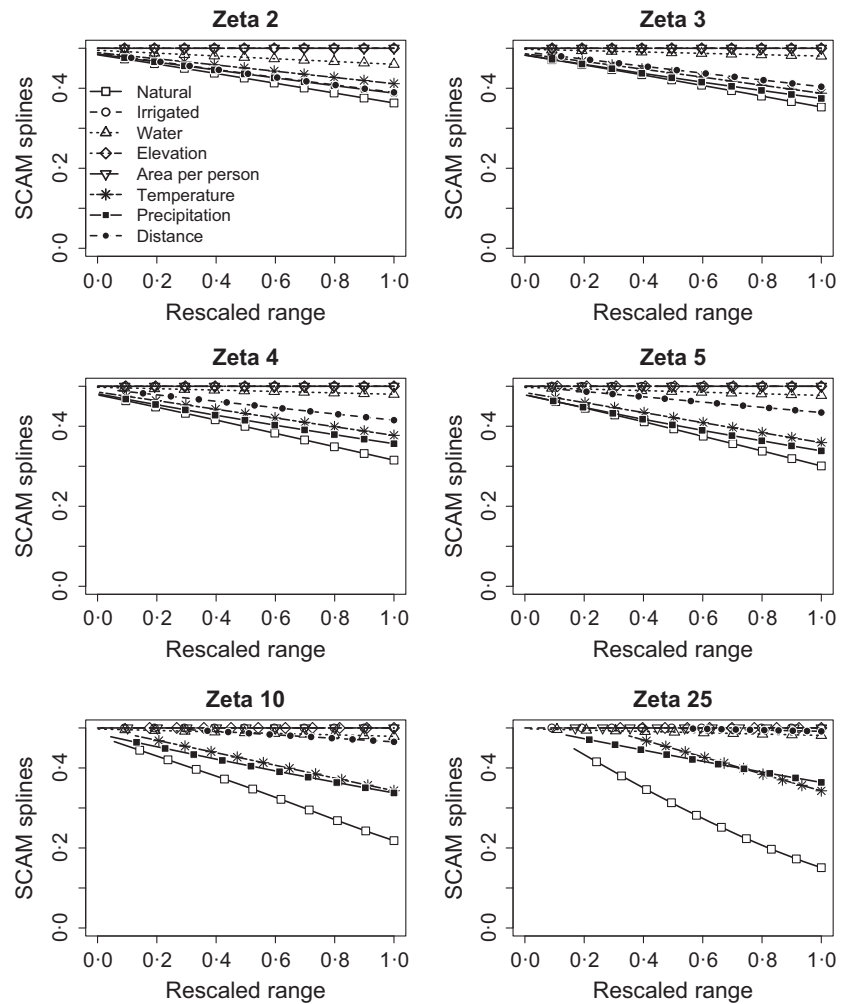 Zeta 2
Zeta 3
SCAM splines
0·0 0·2 0·4
Natural
Irrigated
Water
Elevation
Area per person
Temperature
Precipitation
Distance
0·0 0·2 0·4 0·6 0·8 1·0
Rescaled range
SCAM splines
0·0 0·2 0·4
0·0 0·2 0·4 0·6 0·8 1·0
Rescaled range
Zeta 4
Zeta 5
SCAM splines
0·0 0·2 0·4
0·0 0·2 0·4 0·6 0·8 1·0
Rescaled range
SCAM splines
0·0 0·2 0·4
0·0 0·2 0·4 0·6 0·8 1·0
Rescaled range
Zeta 10
Zeta 25
SCAM splines
0·0 0·2 0·4
0·0 0·2 0·4 0·6 0·8 1·0
Rescaled range
SCAM splines
0·0 0·2 0·4
0·0 0·2 0·4 0·6 0·8 1·0
Rescaled range